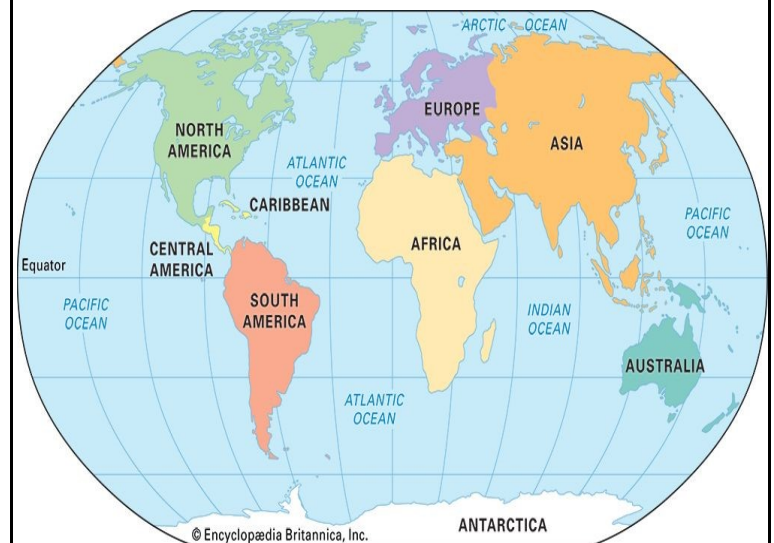 ARCTIC OCEAN
EUROPE
ASIA
NORTH
AMERICA
ATLANTIC
OCEAN
CARIBBEAN
PACIFIC
OCEAN
CENTRAL
AMERICA
AFRICA
Equator
PACIFIC
OCEAN
SOUTH
AMERICA
INDIAN
OCEAN
AUSTRALIA
ATLANTIC
OCEAN
ANTARCTICA
© Encyclopædia Britannica, Inc.